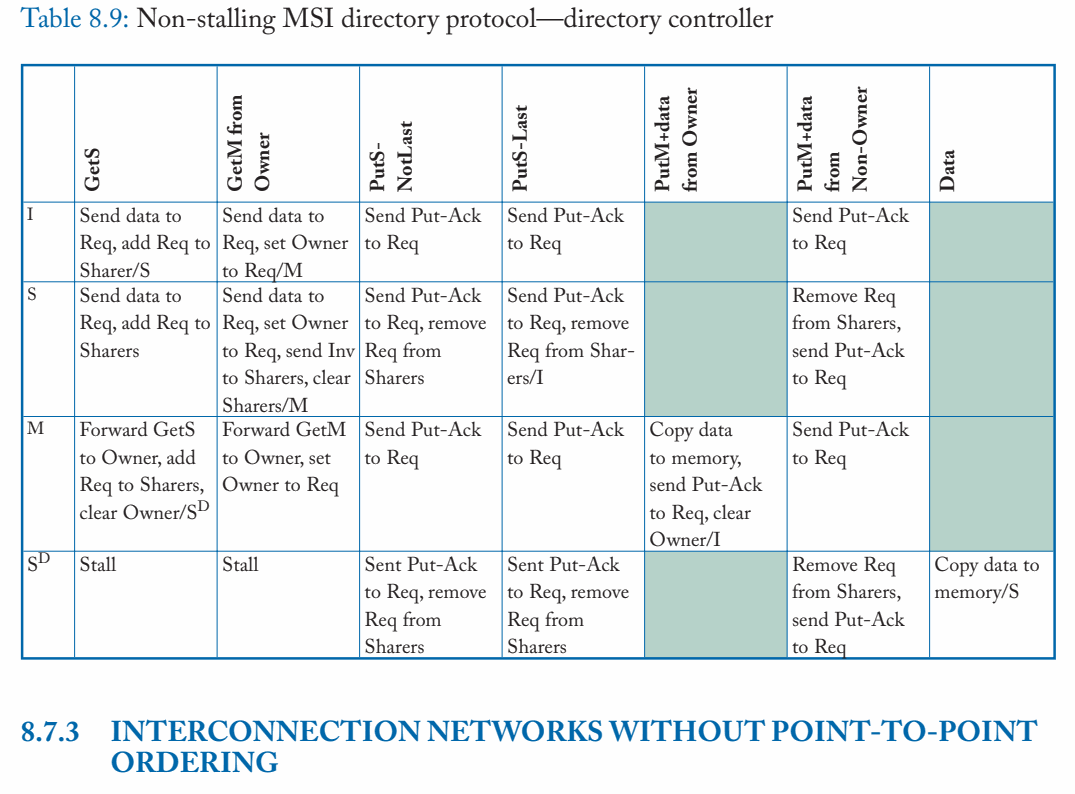 Table 8.9: Non-stalling MSI directory protocol—directory controller
GetS
GetM from
Owner
PutS-
NotLast
PutS-Last
PutM+data
from Owner
PutM+data
from
Non-Owner
Data
I
Send data to
Req, add Req to
Sharer/S
Send data to
Req, set Owner
to Req/M
Send Put-Ack
to Req
Send Put-Ack
to Req
Send Put-Ack
to Req
S
Send data to
Req, add Req to
Sharers
Send data to
Req, set Owner
to Req, send Inv
to Sharers, clear
Sharers/M
Send Put-Ack
to Req, remove
Req from
Sharers
Send Put-Ack
to Req, remove
Req from Shar-
ers/I
Remove Req
from Sharers,
send Put-Ack
to Req
M
Forward GetS
to Owner, add
Req to Sharers,
clear Owner/S^D
Forward GetM
to Owner, set
Owner to Req
Send Put-Ack
to Req
Send Put-Ack
to Req
Copy data
to memory,
send Put-Ack
to Req, clear
Owner/I
Send Put-Ack
to Req
S^D
Stall
Stall
Sent Put-Ack
to Req, remove
Req from
Sharers
Sent Put-Ack
to Req, remove
Req from
Sharers
Remove Req
from Sharers,
send Put-Ack
to Req
Copy data to
memory/S
8.7.3 INTERCONNECTION NETWORKS WITHOUT POINT-TO-POINT
ORDERING